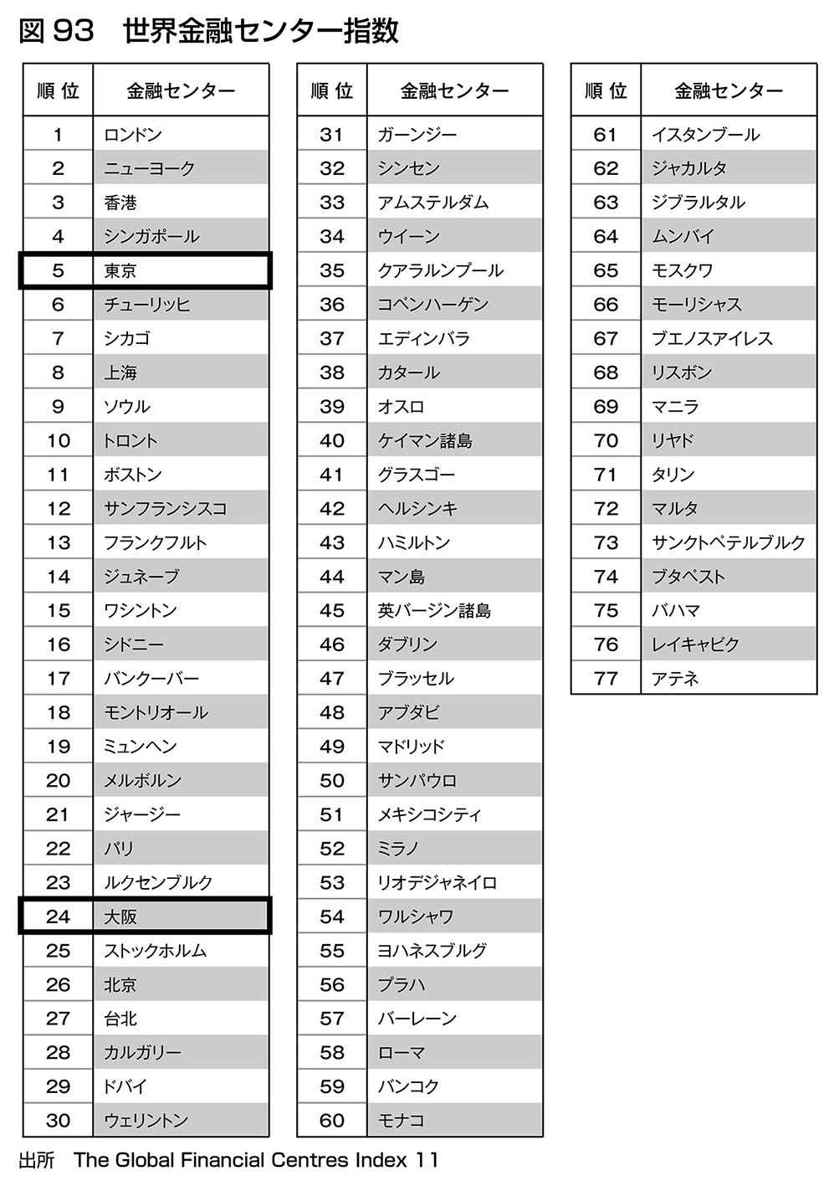 図93　世界金融センター指数
順 位　金融センター
1　ロンドン
2　ニューヨーク
3　香港
4　シンガポール
5　東京
6　チューリッヒ
7　シカゴ
8　上海
9　ソウル
10　トロント
11　ボストン
12　サンフランシスコ
13　フランクフルト
14　ジュネーブ
15　ワシントン
16　シドニー
17　バンクーバー
18　モントリオール
19　ミュンヘン
20　メルボルン
21　ジャージー
22　パリ
23　ルクセンブルク
24　大阪
25　ストックホルム
26　北京
27　台北
28　カルガリー
29　ドバイ
30　ウェリントン
順 位　金融センター
31　ガーンジー
32　シンセン
33　アムステルダム
34　ウイーン
35　クアラルンプール
36　コペンハーゲン
37　エディンバラ
38　カタール
39　オスロ
40　ケイマン諸島
41　グラスゴー
42　ヘルシンキ
43　ハミルトン
44　マン島
45　英バージン諸島
46　ダブリン
47　ブラッセル
48　アブダビ
49　マドリッド
50　サンパウロ
51　メキシコシティ
52　ミラノ
53　リオデジャネイロ
54　ワルシャワ
55　ヨハネスブルグ
56　プラハ
57　バーレーン
58　ローマ
59　バンコク
60　モナコ
順 位　金融センター
61　イスタンブール
62　ジャカルタ
63　ジブラルタル
64　ムンバイ
65　モスクワ
66　モーリシャス
67　ブエノスアイレス
68　リスボン
69　マニラ
70　リヤド
71　タリン
72　マルタ
73　サンクトペテルブルク
74　ブタペスト
75　バハマ
76　レイキャビク
77　アテネ
出所　The Global Financial Centres Index 11